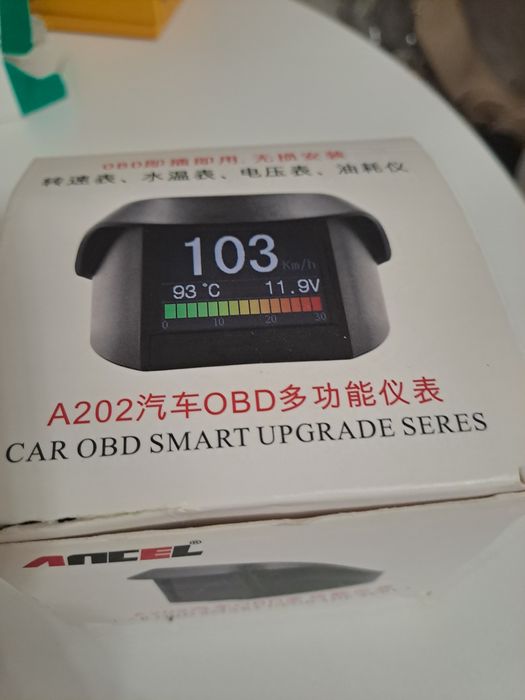 OBD即插即用, 无损安装
转速表、水温表、电压表、油耗仪
103 Km/h
93°C 11.9V
0 10 20 30
A202汽车OBD多功能仪表
CAR OBD SMART UPGRADE SERES
ANCEL®